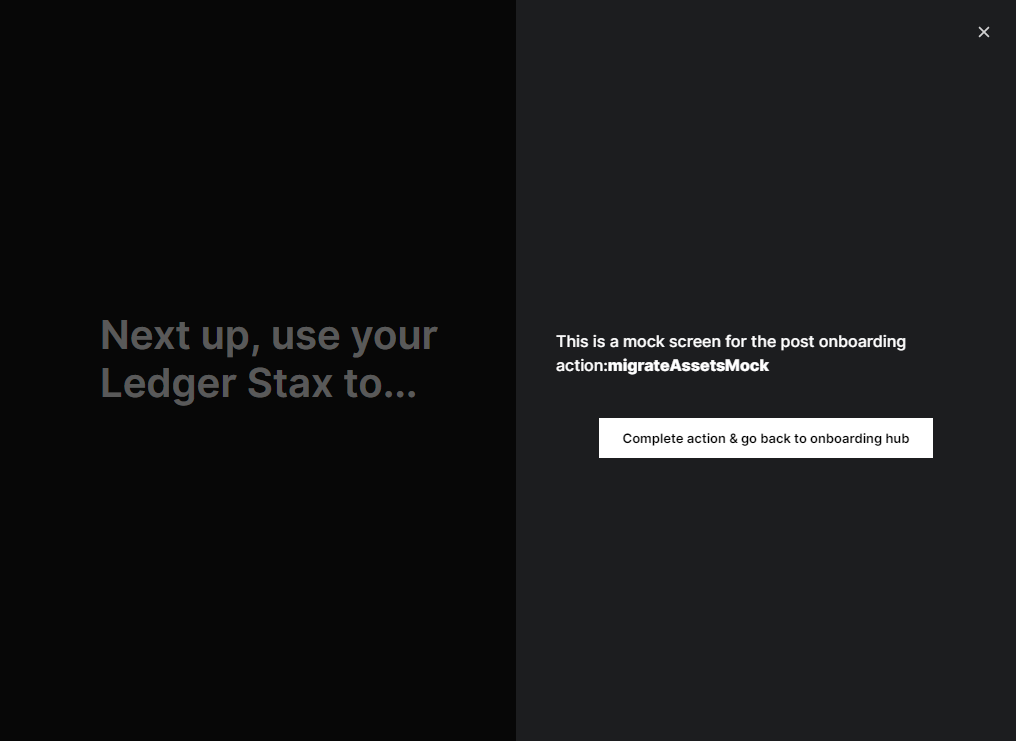 Next up, use your
Ledger Stax to...
This is a mock screen for the post onboarding
action:migrateAssetsMock
Complete action & go back to onboarding hub